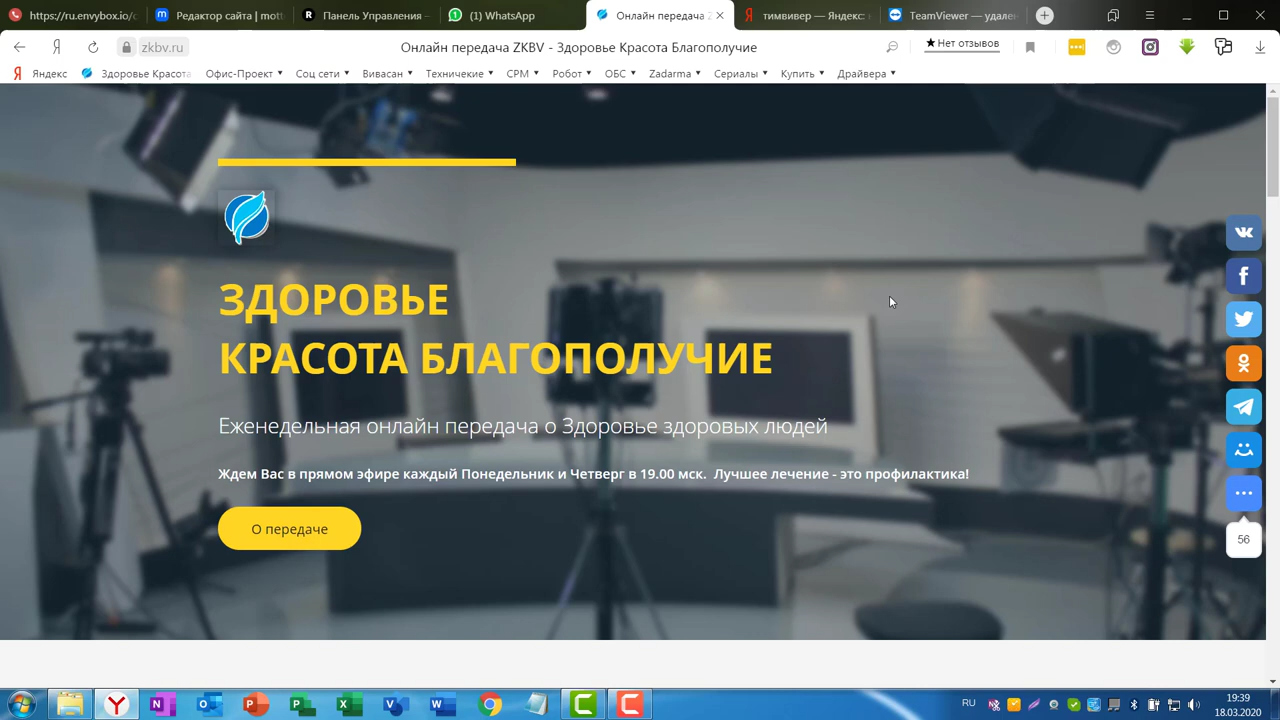 https://ru.envybox.io/c
Редактор сайта | mott
Панель Управления –
(1) WhatsApp
Онлайн передача Z
тимвивер — Яндекс: н
TeamViewer — удален
zkbv.ru
Онлайн передача ZKBV - Здоровье Красота Благополучие
★Нет отзывов
Яндекс
Здоровье Красота
Офис-Проект
Соц сети
Вивасан
Техничекие
СРМ
Робот
ОБС
Zadarma
Сериалы
Купить
Драйвера
ЗДОРОВЬЕ
КРАСОТА БЛАГОПОЛУЧИЕ
Еженедельная онлайн передача о Здоровье здоровых людей
Ждем Вас в прямом эфире каждый Понедельник и Четверг в 19.00 мск. Лучшее лечение - это профилактика!
О передаче
56
RU
19:39
18.03.2020